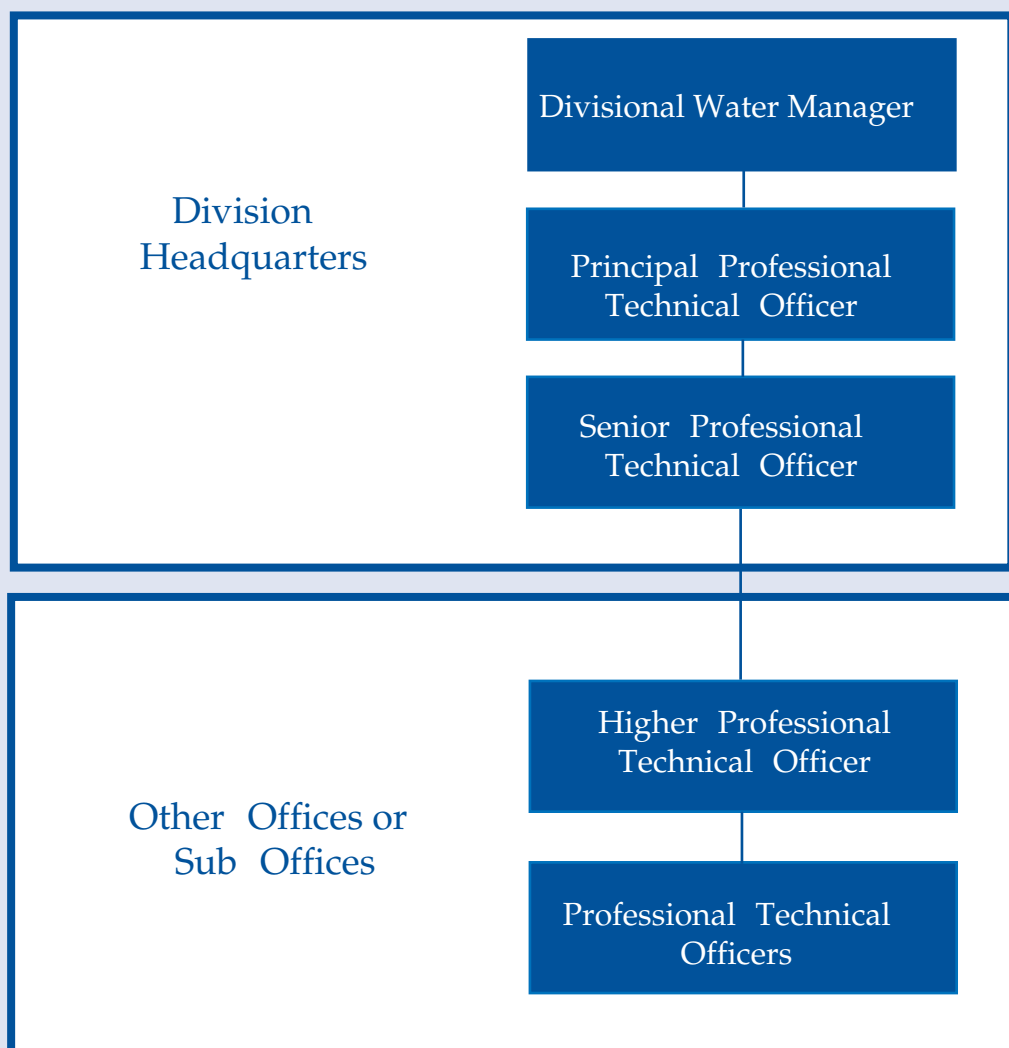 Divisional Water Manager
Division
Headquarters
Principal Professional
Technical Officer
Senior Professional
Technical Officer
Higher Professional
Technical Officer
Other Offices or
Sub Offices
Professional Technical
Officers